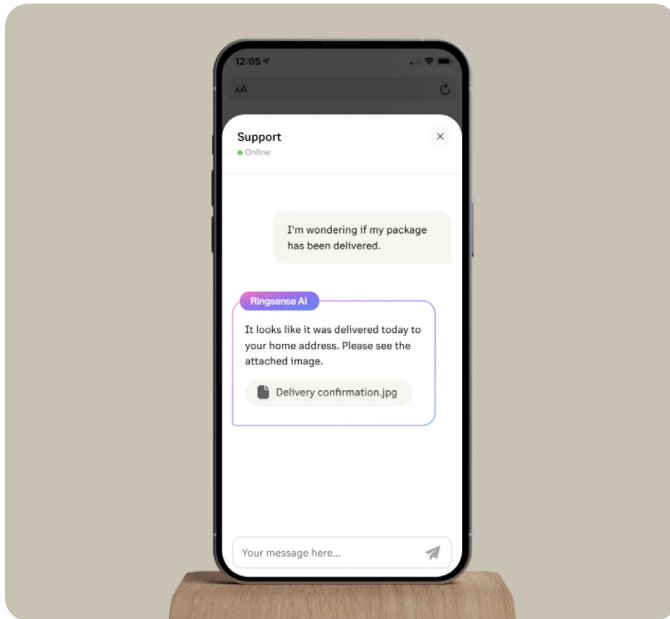 12:05
AA
Support
Online
I'm wondering if my package
has been delivered.
Ringsense AI
It looks like it was delivered today to
your home address. Please see the
attached image.
Delivery confirmation.jpg
Your message here...